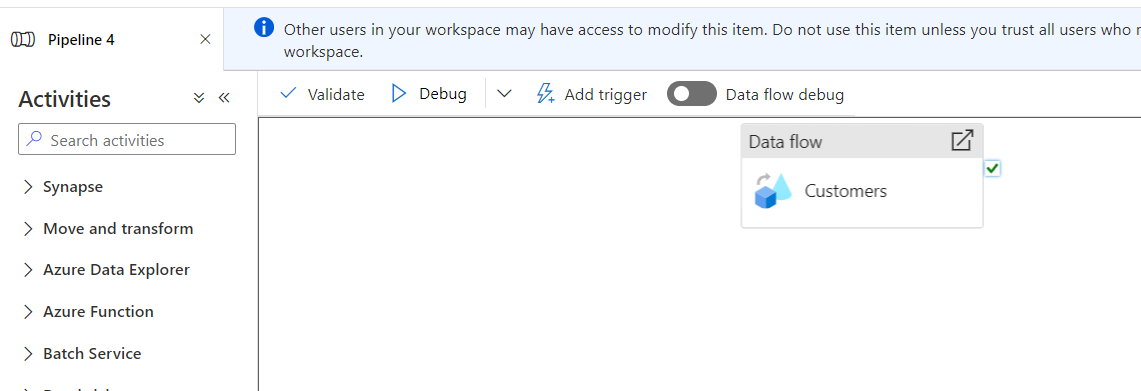 Pipeline 4
Other users in your workspace may have access to modify this item. Do not use this item unless you trust all users who
workspace.
Activities
Validate
Debug
Add trigger
Data flow debug
Search activities
Data flow
Customers
Synapse
Move and transform
Azure Data Explorer
Azure Function
Batch Service